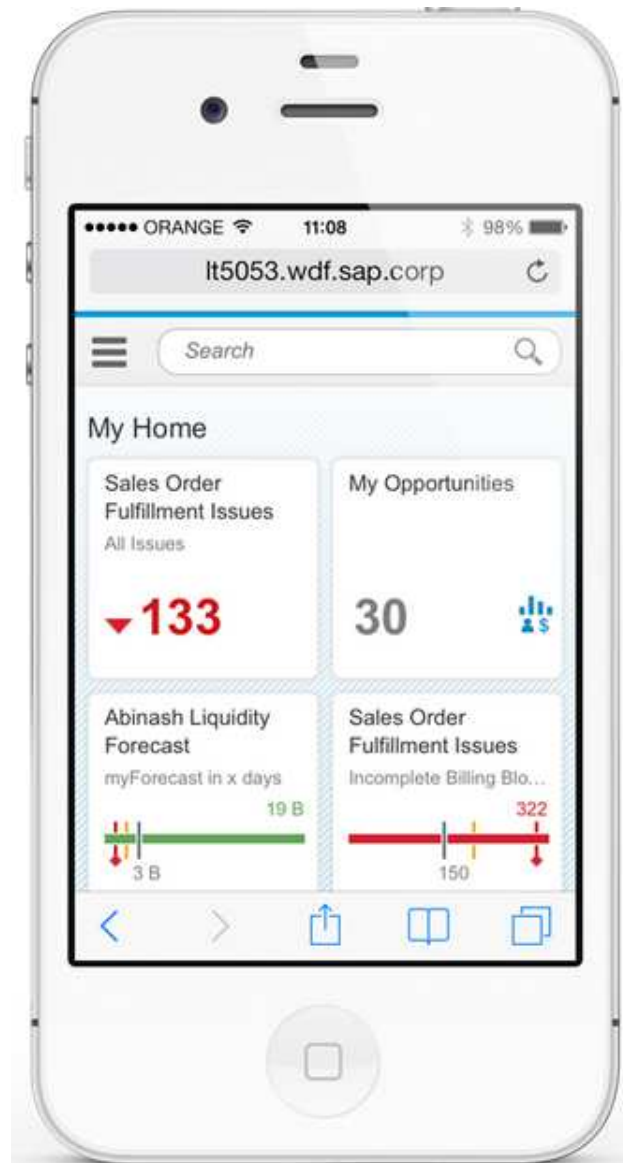 ORANGE 11:08 98%
lt5053.wdf.sap.corp
Search
My Home
Sales Order
Fulfillment Issues
All Issues
133
My Opportunities
30
$
Abinash Liquidity
Forecast
myForecast in x days
19 B
3 B
Sales Order
Fulfillment Issues
Incomplete Billing Blo...
322
150